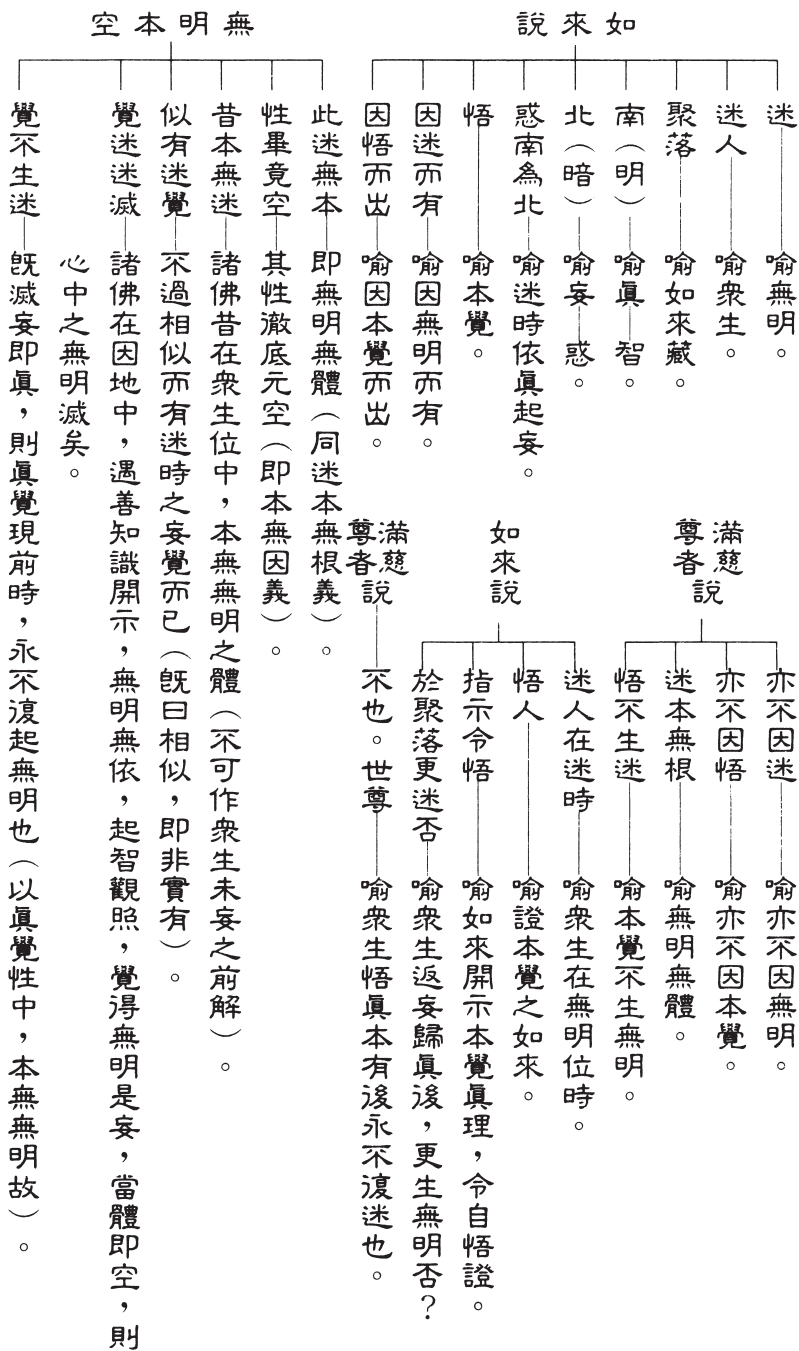 如來說
迷——喻無明。
迷人——喻眾生。
聚落——喻如來藏。
南（明）——喻眞智。
北（暗）——喻妄惑。
惑南為北——喻迷時依眞起妄。
悟——喻本覺。
因迷而有——喻因無明而有。
因悟而出——喻因本覺而出。
滿慈尊者說
亦不因迷——喻亦不因無明。
亦不因悟——喻亦不因本覺。
迷本無根——喻無明無體。
悟不生迷——喻本覺不生無明。
如來說
迷人在迷時——喻眾生在無明位時。
悟人——喻證本覺之如來。
指示令悟——喻如來開示本覺眞理，令自悟證。
於聚落更迷否——喻眾生返妄歸眞後，更生無明否？
滿慈尊者說——不也。世尊——喻眾生悟眞本有後永不復迷也。
無明本空
此迷無本——即無明無體（同迷本無根義）。
性畢竟空——其性徹底元空（即本無因義）。
昔本無迷——諸佛昔在眾生位中，本無無明之體（不可作眾生未妄之前解）。
似有迷覺——不過相似而有迷時之妄覺而已（既曰相似，即非實有）。
覺迷迷滅——諸佛在因地中，遇善知識開示，無明無依，起智觀照，覺得無明是妄，當體即空，則
心中之無明滅矣。
覺不生迷——既滅妄即眞，則眞覺現前時，永不復起無明也（以眞覺性中，本無無明故）。